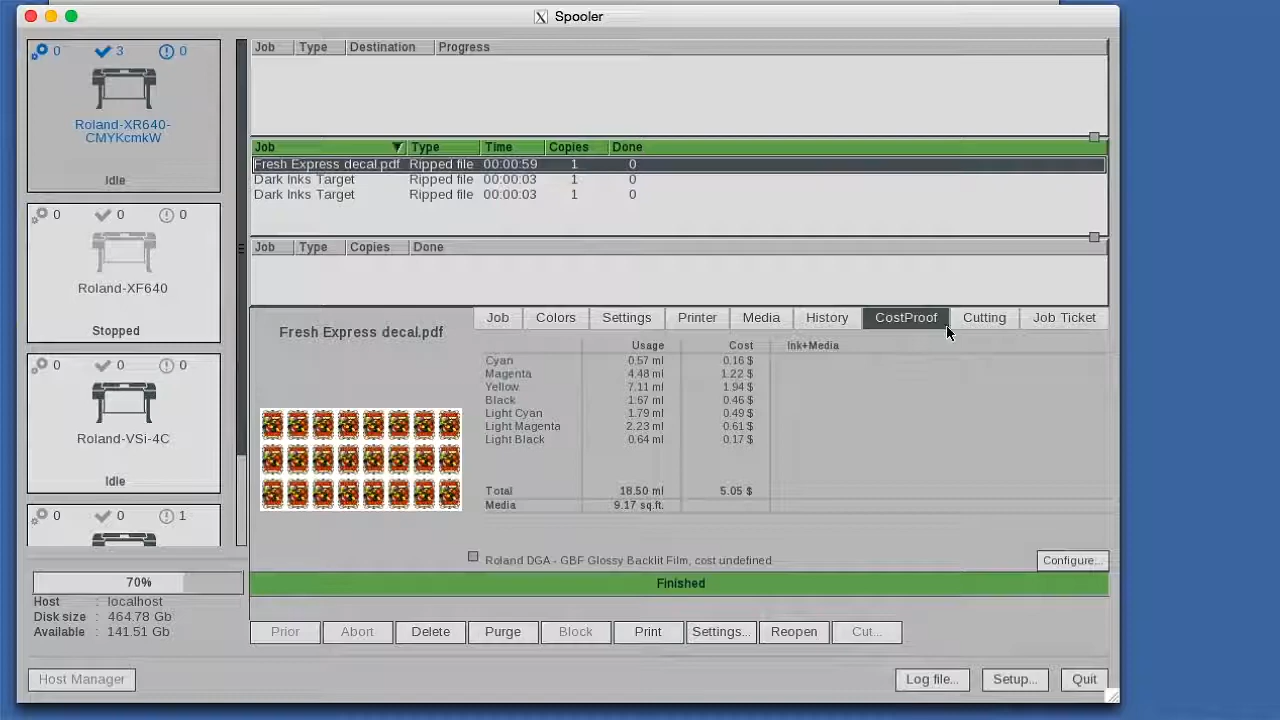 Spooler
0 3 0
Roland-XR640-
CMYKcmkW
Idle
0 0 0
Roland-XF640
Stopped
0 0 0
Roland-VSi-4C
Idle
0 0 1
70%
Host : localhost
Disk size : 464.78 Gb
Available : 141.51 Gb
Host Manager
Job Type Destination Progress
Job Type Time Copies Done
Fresh Express decal.pdf Ripped file 00:00:59 1 0
Dark Inks Target Ripped file 00:00:03 1 0
Dark Inks Target Ripped file 00:00:03 1 0
Job Type Copies Done
Fresh Express decal.pdf
Job Colors Settings Printer Media History CostProof Cutting Job Ticket
Usage Cost Ink+Media
Cyan 0.57 ml 0.16 $
Magenta 4.48 ml 1.22 $
Yellow 7.11 ml 1.94 $
Black 1.67 ml 0.46 $
Light Cyan 1.79 ml 0.49 $
Light Magenta 2.23 ml 0.61 $
Light Black 0.64 ml 0.17 $
Total 18.50 ml 5.05 $
Media 9.17 sq.ft.
Roland DGA - GBF Glossy Backlit Film, cost undefined
Configure...
Finished
Prior Abort Delete Purge Block Print Settings... Reopen Cut...
Log file... Setup... Quit